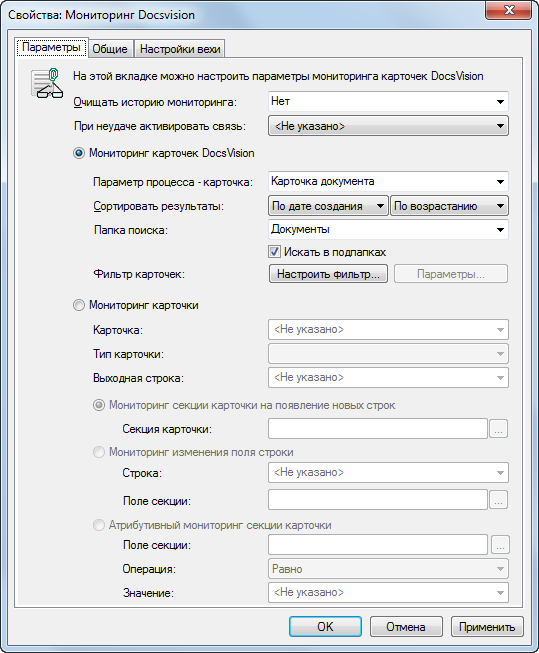 Свойства: Мониторинг Docsvision
Параметры Общие Настройки вехи
На этой вкладке можно настроить параметры мониторинга карточек DocsVision
Очищать историю мониторинга: Нет
При неудаче активировать связь: <Не указано>
Мониторинг карточек DocsVision
Параметр процесса - карточка: Карточка документа
Сортировать результаты: По дате создания По возрастанию
Папка поиска: Документы
Искать в подпапках
Фильтр карточек: Настроить фильтр... Параметры...
Мониторинг карточки
Карточка: <Не указано>
Тип карточки:
Выходная строка: <Не указано>
Мониторинг секции карточки на появление новых строк
Секция карточки: ...
Мониторинг изменения поля строки
Строка: <Не указано>
Поле секции: ...
Атрибутивный мониторинг секции карточки
Поле секции: ...
Операция: Равно
Значение: <Не указано>
OK Отмена Применить